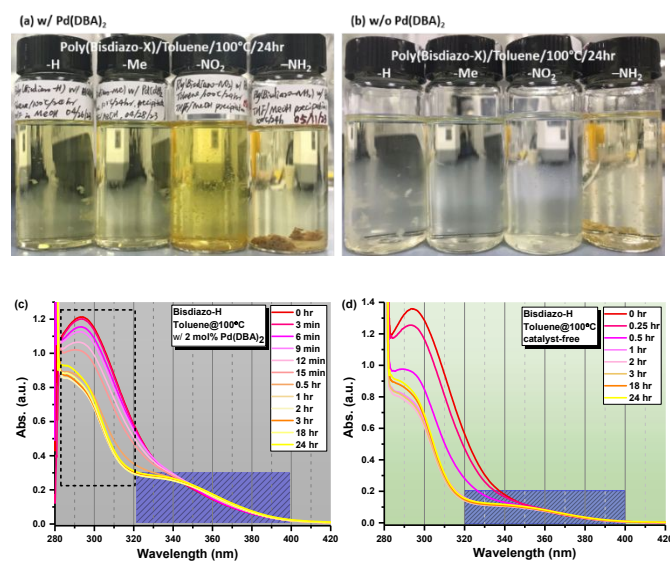 (a) w/ Pd(DBA)₂
Poly(Bisdiazo-X)/Toluene/100°C/24hr
-H -Me -NO₂ –NH₂
(b) w/o Pd(DBA)₂
Poly(Bisdiazo-X)/Toluene/100°C/24hr
-H -Me -NO₂ –NH₂
(c)
Bisdiazo-H
Toluene@100°C
w/ 2 mol% Pd(DBA)₂
0 hr
3 min
6 min
9 min
12 min
15 min
0.5 hr
1 hr
2 hr
3 hr
18 hr
24 hr
Abs. (a.u.)
1.2
1.0
0.8
0.6
0.4
0.2
0.0
280 300 320 340 360 380 400 420
Wavelength (nm)
(d)
Bisdiazo-H
Toluene@100°C
catalyst-free
0 hr
0.25 hr
0.5 hr
1 hr
2 hr
3 hr
18 hr
24 hr
Abs. (a.u.)
1.4
1.2
1.0
0.8
0.6
0.4
0.2
0.0
280 300 320 340 360 380 400 420
Wavelength (nm)